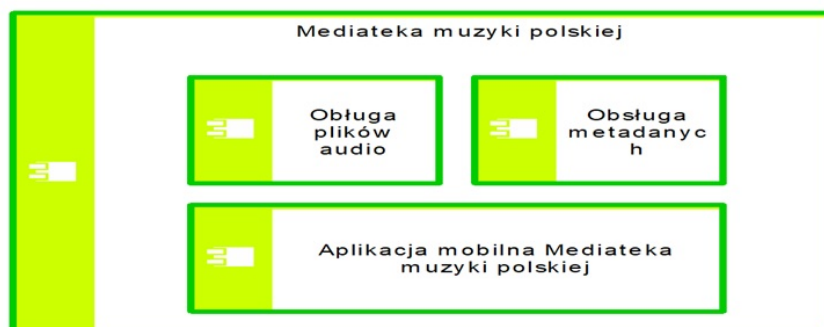 Mediateka muzyki polskiej
Obługa
plików
audio
Obsługa
metadanyc
h
Aplikacja mobilna Mediateka
muzyki polskiej